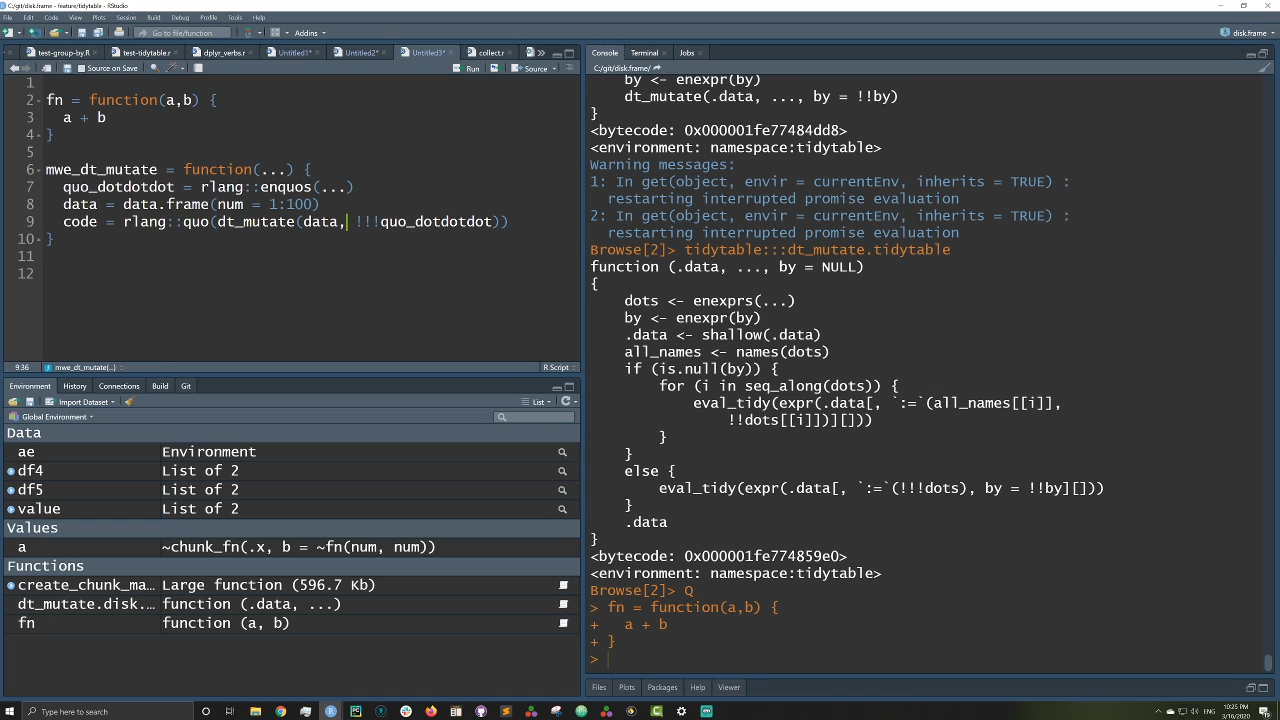 C:/git/disk.frame - feature/tidytable - RStudio
File Edit Code View Plots Session Build Debug Profile Tools Help
Go to file/function
Addins
disk.frame
test-group-by.R
test-tidytable.r
dplyr_verbs.r
Untitled1*
Untitled2*
Untitled3*
collect.r
Source on Save
Run
Source
1
2 fn = function(a,b) {
3 a + b
4 }
5
6 mwe_dt_mutate = function(...) {
7 quo_dotdotdot = rlang::enquos(...)
8 data = data.frame(num = 1:100)
9 code = rlang::quo(dt_mutate(data, !!!quo_dotdotdot))
10 }
11
12
9:36 mwe_dt_mutate(..) R Script
Environment History Connections Build Git
Import Dataset List
Global Environment
Data
ae Environment
df4 List of 2
df5 List of 2
value List of 2
Values
a ~chunk_fn(.x, b = ~fn(num, num))
Functions
create_chunk_ma... Large function (596.7 Kb)
dt_mutate.disk.... function (.data, ...)
fn function (a, b)
Console Terminal Jobs
C:/git/disk.frame/
by <- enexpr(by)
dt_mutate(.data, ..., by = !!by)
}
<bytecode: 0x000001fe77484dd8>
<environment: namespace:tidytable>
Warning messages:
1: In get(object, envir = currentEnv, inherits = TRUE) :
restarting interrupted promise evaluation
2: In get(object, envir = currentEnv, inherits = TRUE) :
restarting interrupted promise evaluation
Browse[2]> tidytable:::dt_mutate.tidytable
function (.data, ..., by = NULL)
{
dots <- enexprs(...)
by <- enexpr(by)
.data <- shallow(.data)
all_names <- names(dots)
if (is.null(by)) {
for (i in seq_along(dots)) {
eval_tidy(expr(.data[, `:=`(all_names[[i]],
!!dots[[i]])][]))
}
}
else {
eval_tidy(expr(.data[, `:=`(!!!dots), by = !!by][]))
}
.data
}
<bytecode: 0x000001fe774859e0>
<environment: namespace:tidytable>
Browse[2]> Q
> fn = function(a,b) {
+ a + b
+ }
>
Files Plots Packages Help Viewer
Type here to search
ENG
10:25 PM
3/16/2020